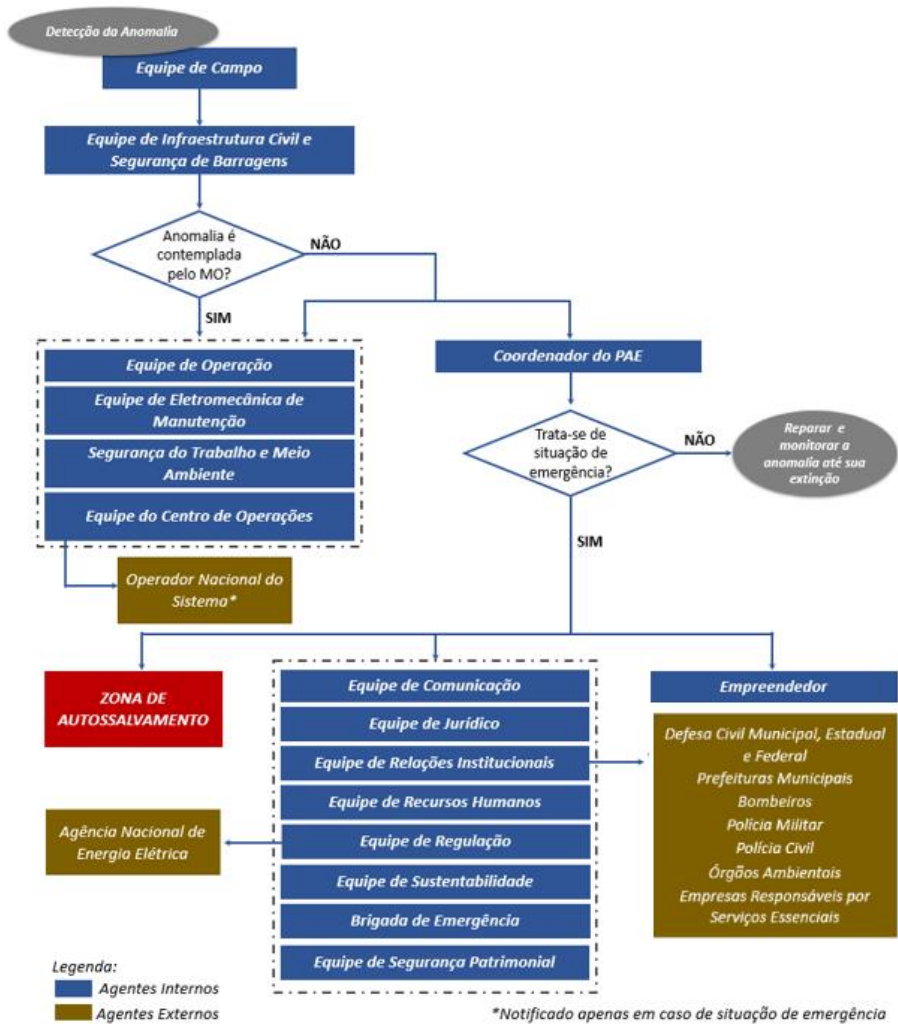 Detecção da Anomalia
Equipe de Campo
Equipe de Infraestrutura Civil e
Segurança de Barragens
Anomalia é
contemplada
pelo MO?
NÃO
SIM
Equipe de Operação
Equipe de Eletromecânica de
Manutenção
Segurança do Trabalho e Meio
Ambiente
Equipe do Centro de Operações
Operador Nacional do
Sistema*
Coordenador do PAE
Trata-se de
situação de
emergência?
NÃO
Reparar e
monitorar a
anomalia até sua
extinção
SIM
ZONA DE
AUTOSSALVAMENTO
Equipe de Comunicação
Equipe de Jurídico
Equipe de Relações Institucionais
Equipe de Recursos Humanos
Equipe de Regulação
Equipe de Sustentabilidade
Brigada de Emergência
Equipe de Segurança Patrimonial
Agência Nacional de
Energia Elétrica
Empreendedor
Defesa Civil Municipal, Estadual
e Federal
Prefeituras Municipais
Bombeiros
Polícia Militar
Polícia Civil
Órgãos Ambientais
Empresas Responsáveis por
Serviços Essenciais
Legenda:
Agentes Internos
Agentes Externos
*Notificado apenas em caso de situação de emergência